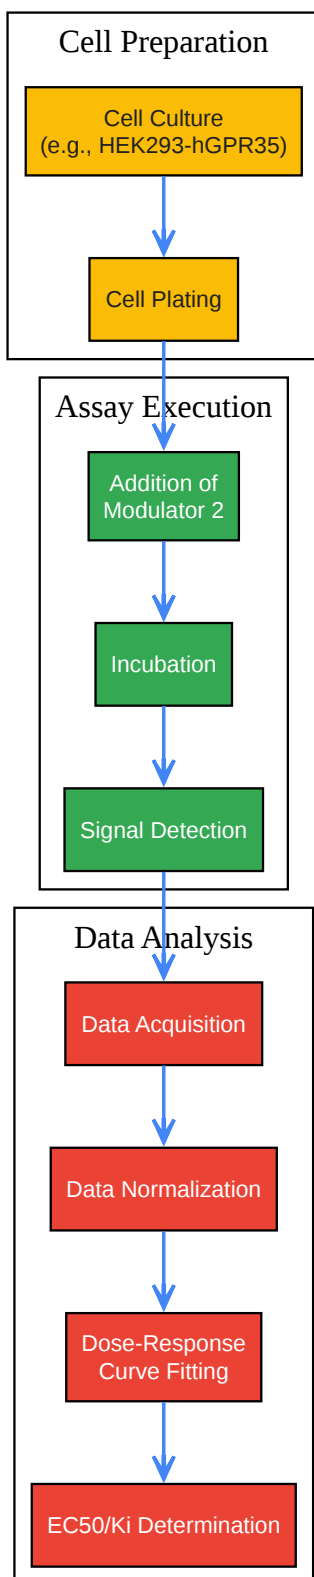 Cell Preparation
Cell Culture
(e.g., HEK293-hGPR35)
Cell Plating
Assay Execution
Addition of
Modulator 2
Incubation
Signal Detection
Data Analysis
Data Acquisition
Data Normalization
Dose-Response
Curve Fitting
EC50/Ki Determination